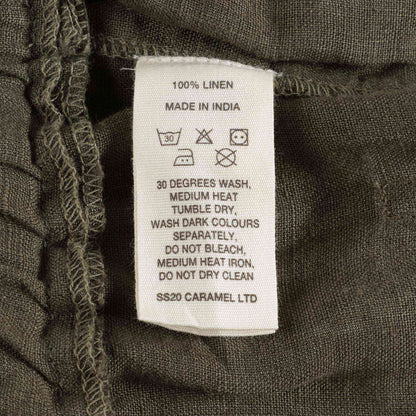 100% LINEN
MADE IN INDIA
30
30 DEGREES WASH,
MEDIUM HEAT
TUMBLE DRY,
WASH DARK COLOURS
SEPARATELY,
DO NOT BLEACH,
MEDIUM HEAT IRON,
DO NOT DRY CLEAN
SS20 CARAMEL LTD